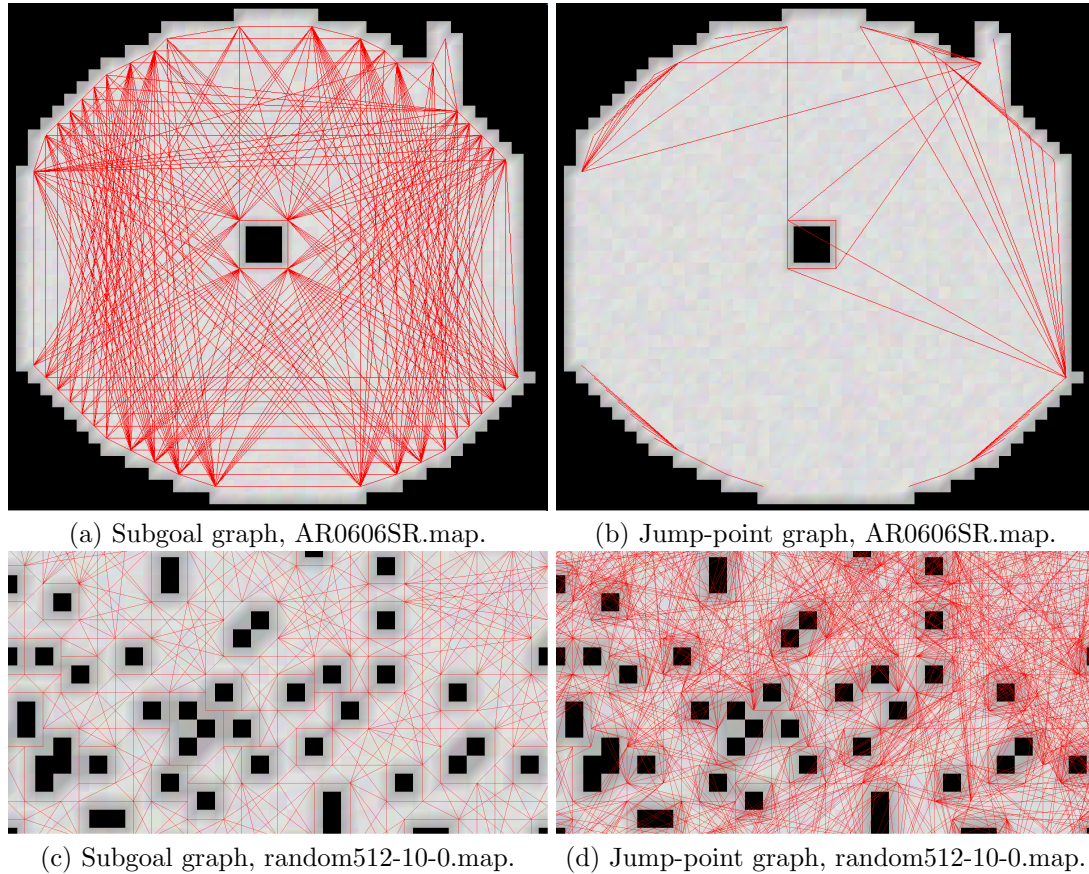 (a) Subgoal graph, AR0606SR.map.
(b) Jump-point graph, AR0606SR.map.
(c) Subgoal graph, random512-10-0.map.
(d) Jump-point graph, random512-10-0.map.